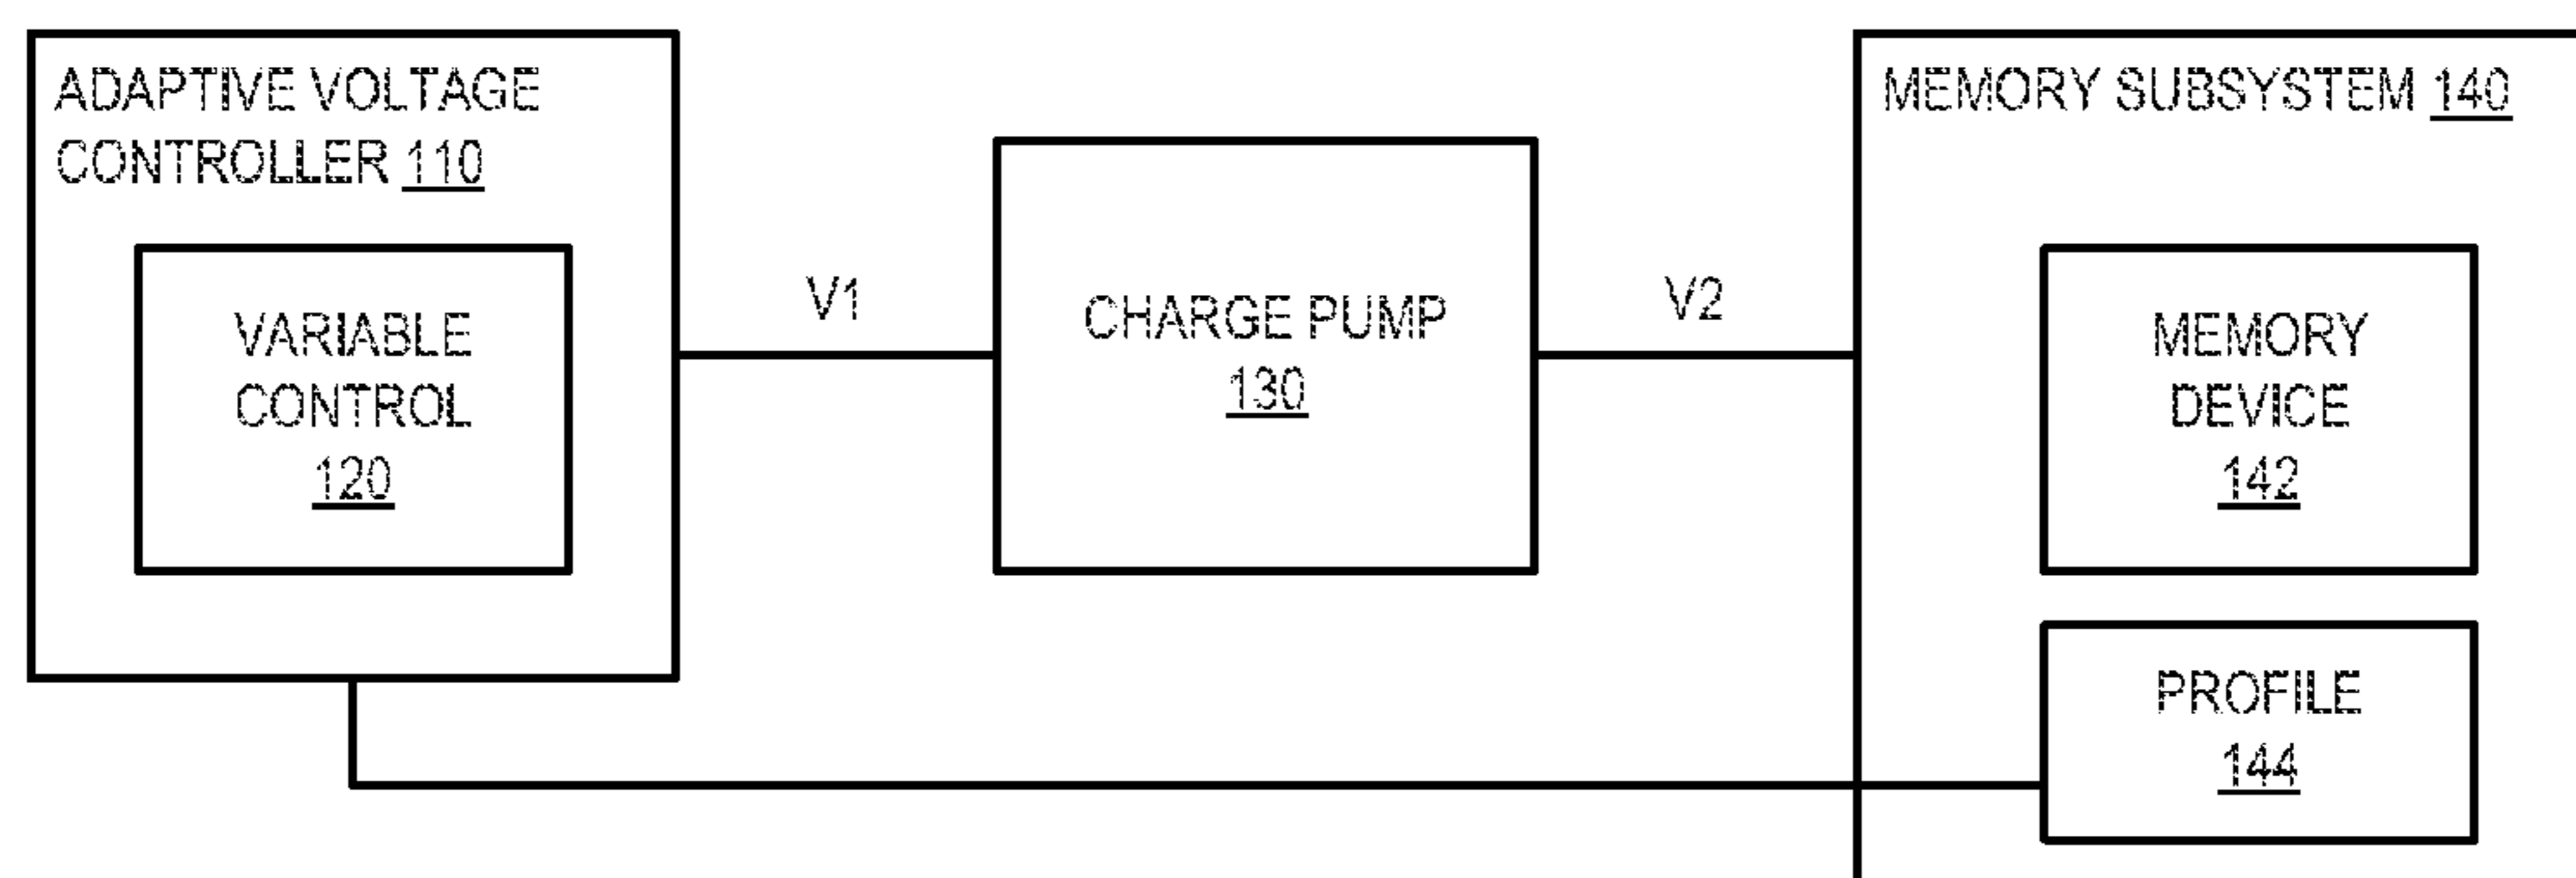 ADAPTIVE VOLTAGE
CONTROLLER 110
VARIABLE
CONTROL
120
V1
CHARGE PUMP
130
V2
MEMORY SUBSYSTEM 140
MEMORY
DEVICE
142
PROFILE
144